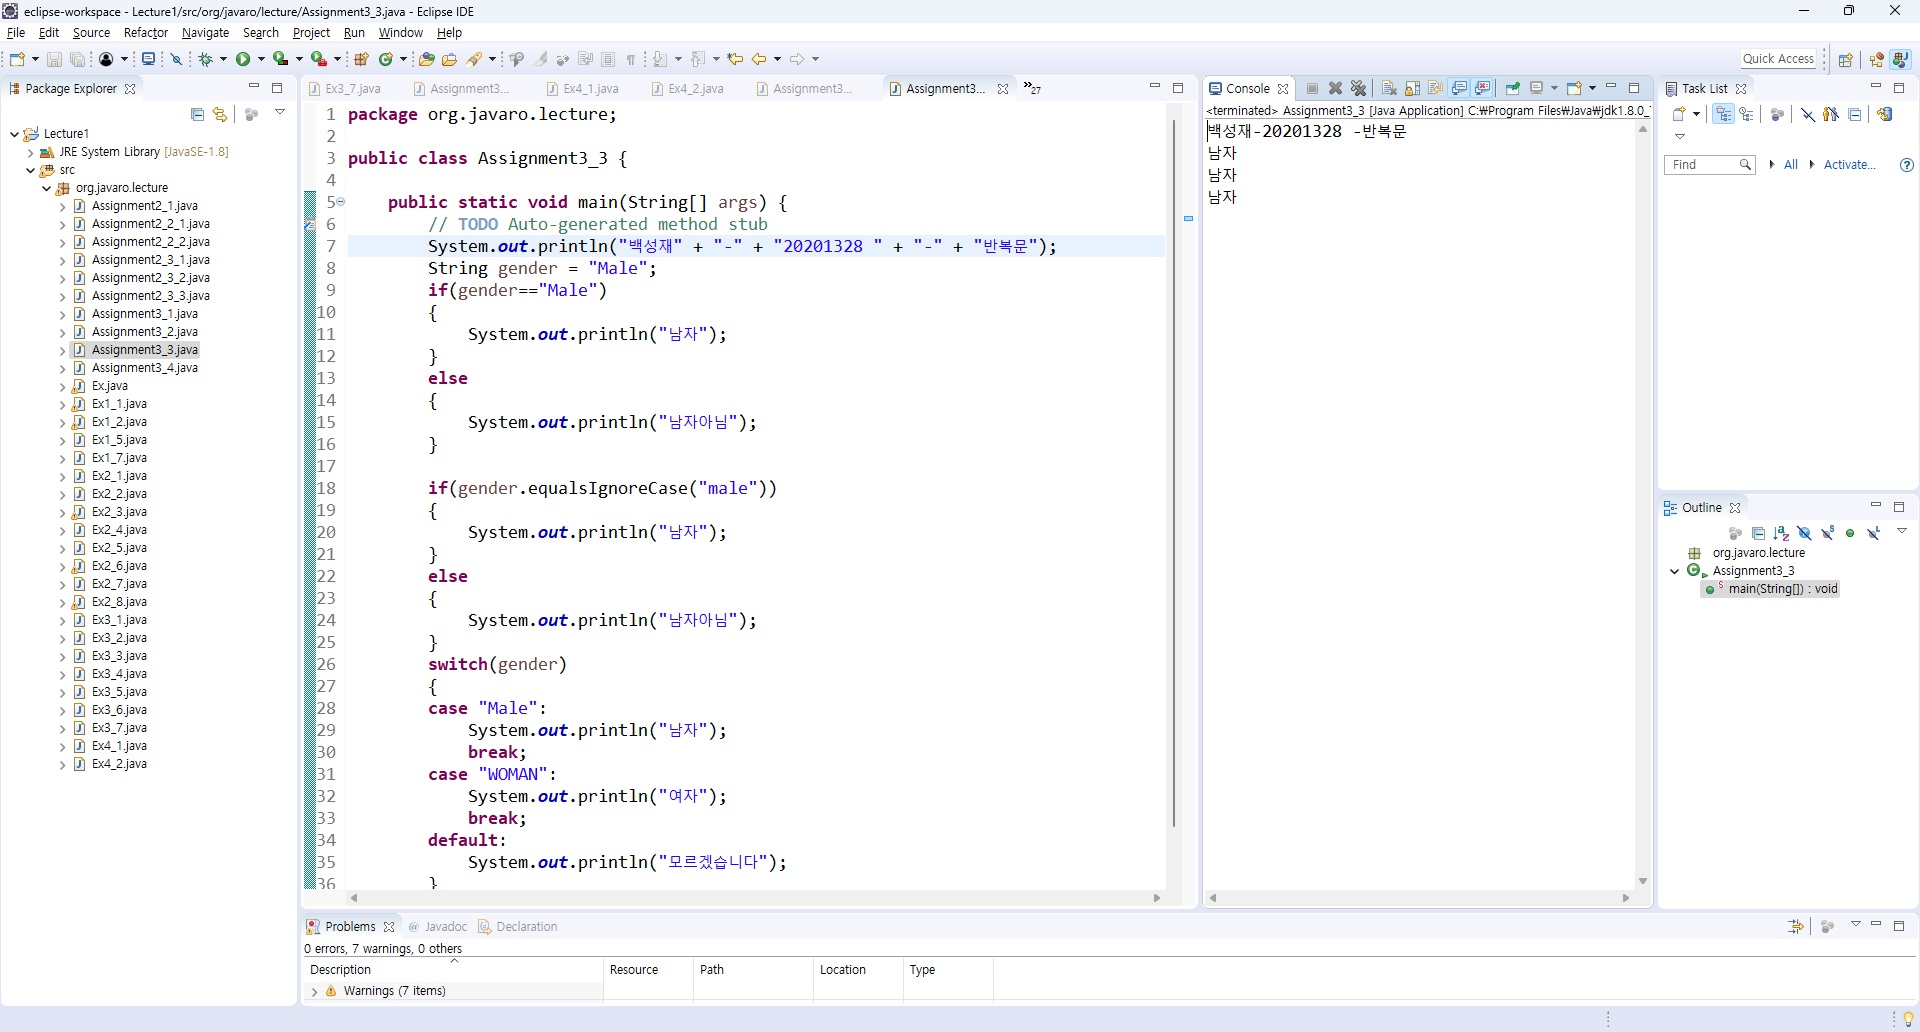 eclipse-workspace - Lecture1/src/org/javaro/lecture/Assignment3_3.java - Eclipse IDE
File Edit Source Refactor Navigate Search Project Run Window Help
Quick Access
Package Explorer
Lecture1
JRE System Library [JavaSE-1.8]
src
org.javaro.lecture
Assignment2_1.java
Assignment2_2_1.java
Assignment2_2_2.java
Assignment2_3_1.java
Assignment2_3_2.java
Assignment2_3_3.java
Assignment3_1.java
Assignment3_2.java
Assignment3_3.java
Assignment3_4.java
Ex.java
Ex1_1.java
Ex1_2.java
Ex1_5.java
Ex1_7.java
Ex2_1.java
Ex2_2.java
Ex2_3.java
Ex2_4.java
Ex2_5.java
Ex2_6.java
Ex2_7.java
Ex2_8.java
Ex3_1.java
Ex3_2.java
Ex3_3.java
Ex3_4.java
Ex3_5.java
Ex3_6.java
Ex3_7.java
Ex4_1.java
Ex4_2.java
Ex3_7.java Assignment3... Ex4_1.java Ex4_2.java Assignment3... Assignment3... »27
1 package org.javaro.lecture;
2
3 public class Assignment3_3 {
4
5 public static void main(String[] args) {
6 // TODO Auto-generated method stub
7 System.out.println("백성재" + "-" + "20201328 " + "-" + "반복문");
8 String gender = "Male";
9 if(gender=="Male")
10 {
11 System.out.println("남자");
12 }
13 else
14 {
15 System.out.println("남자아님");
16 }
17
18 if(gender.equalsIgnoreCase("male"))
19 {
20 System.out.println("남자");
21 }
22 else
23 {
24 System.out.println("남자아님");
25 }
26 switch(gender)
27 {
28 case "Male":
29 System.out.println("남자");
30 break;
31 case "WOMAN":
32 System.out.println("여자");
33 break;
34 default:
35 System.out.println("모르겠습니다");
36 }
Console
<terminated> Assignment3_3 [Java Application] C:₩Program Files₩Java₩jdk1.8.0_
백성재-20201328 -반복문
남자
남자
남자
Task List
Find All Activate...
Outline
org.javaro.lecture
Assignment3_3
main(String[]) : void
Problems Javadoc Declaration
0 errors, 7 warnings, 0 others
Description Resource Path Location Type
Warnings (7 items)